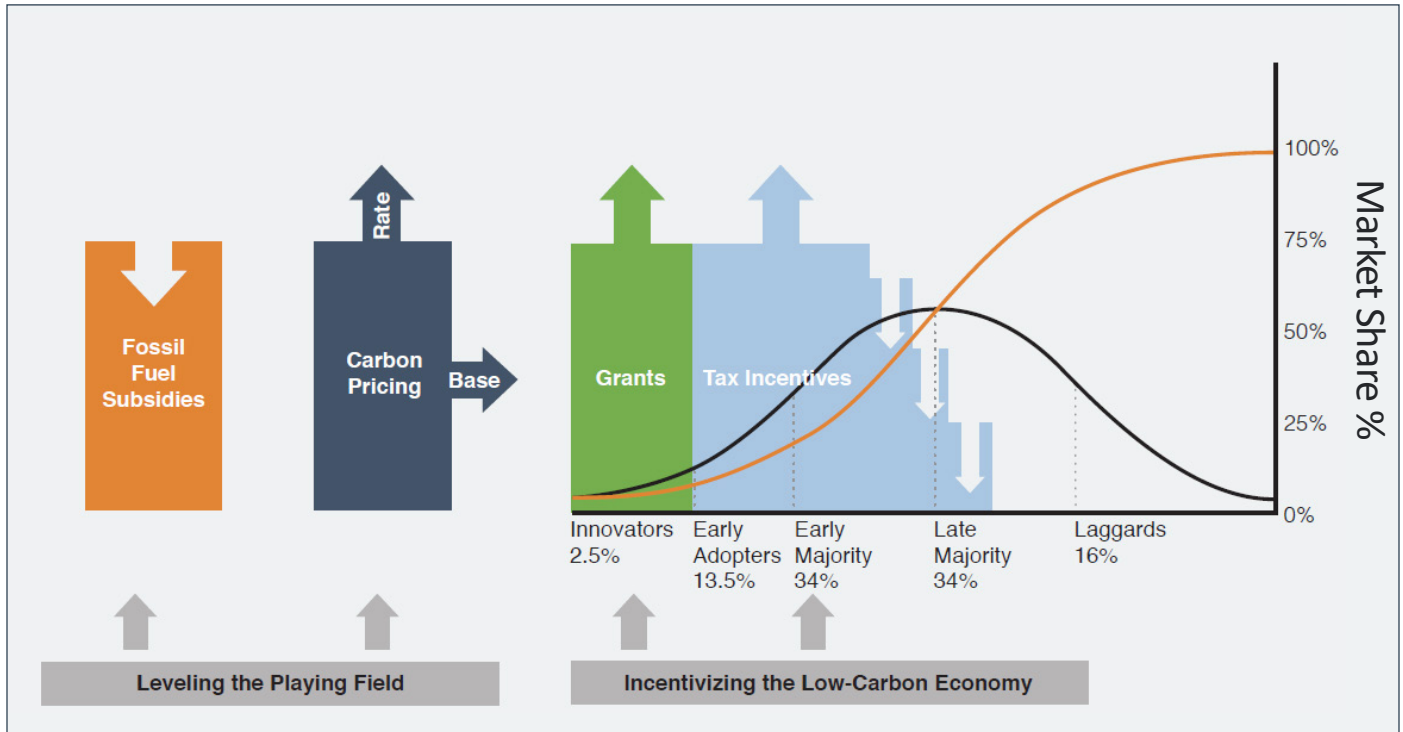 Fossil
Fuel
Subsidies
Rate
Carbon
Pricing
Base
Grants
Tax Incentives
100%
75%
50%
25%
0%
Market Share %
Innovators
2.5%
Early
Adopters
13.5%
Early
Majority
34%
Late
Majority
34%
Laggards
16%
Leveling the Playing Field
Incentivizing the Low-Carbon Economy